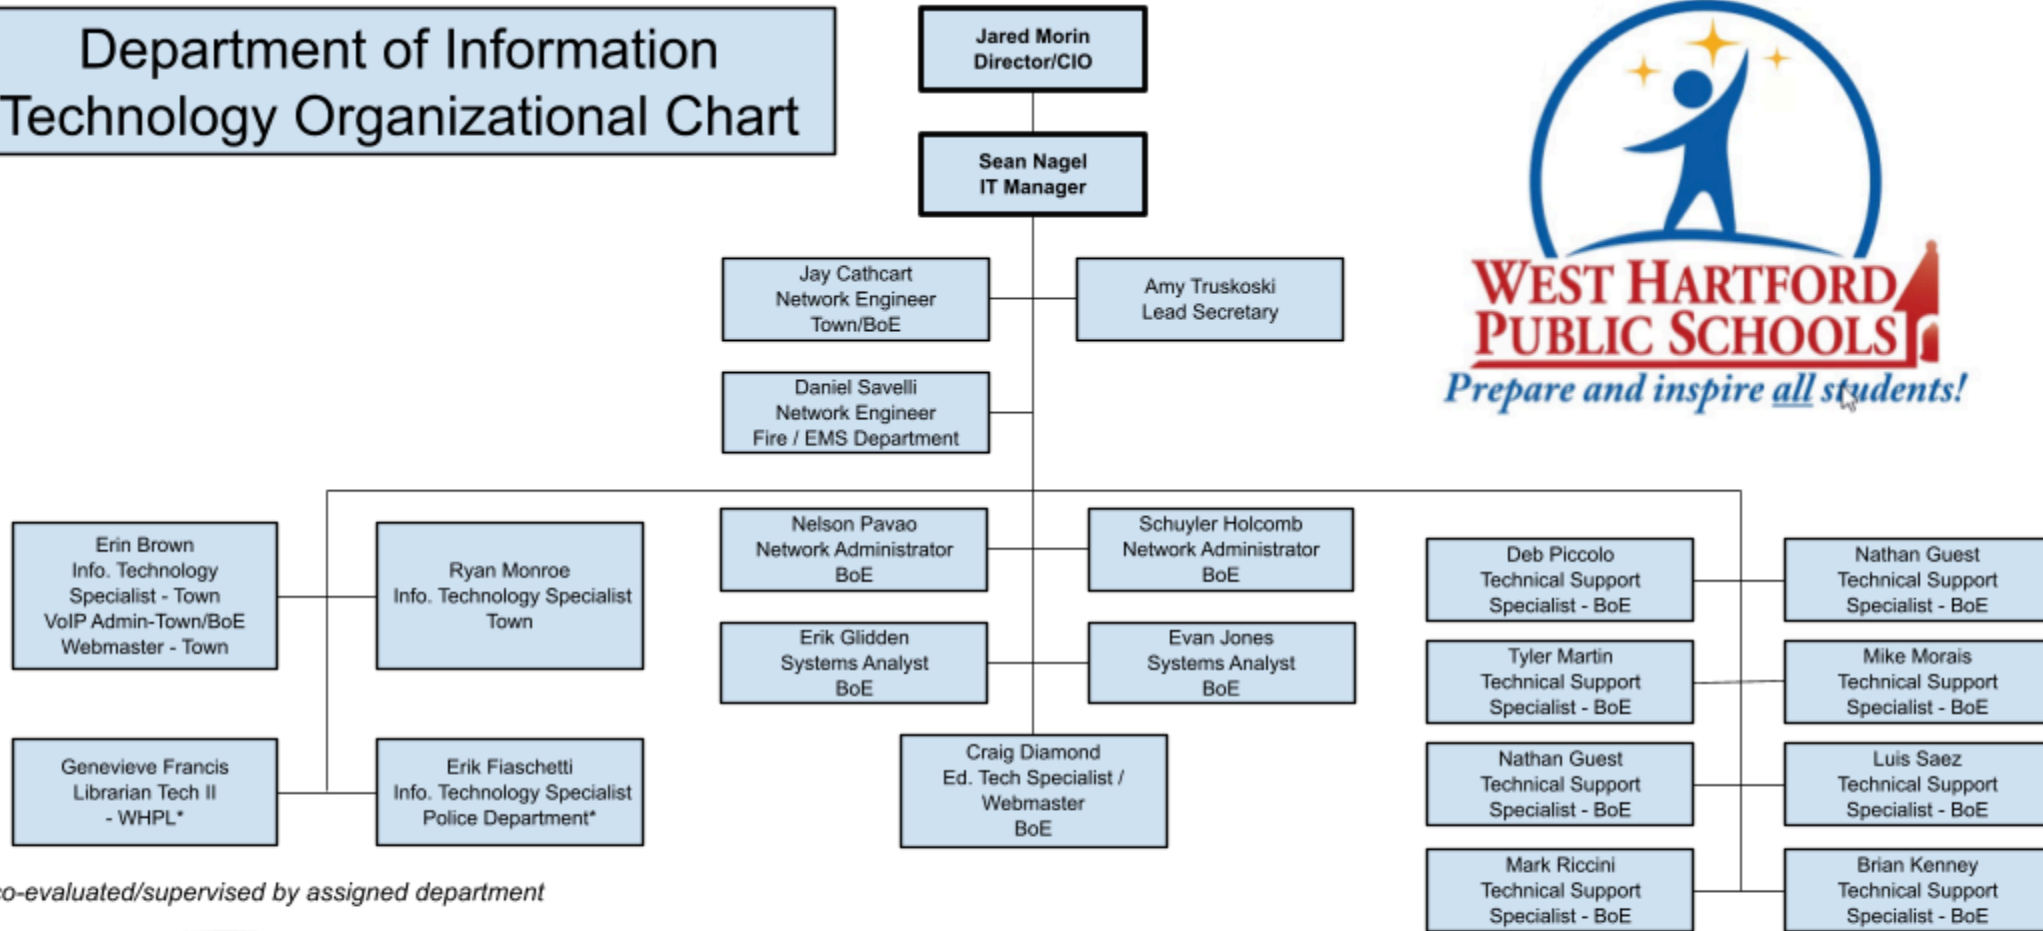 Department of Information
Technology Organizational Chart
Jared Morin
Director/CIO
Sean Nagel
IT Manager
WEST HARTFORD
PUBLIC SCHOOLS
Prepare and inspire all students!
Jay Cathcart
Network Engineer
Town/BoE
Amy Truskoski
Lead Secretary
Daniel Savelli
Network Engineer
Fire / EMS Department
Erin Brown
Info. Technology
Specialist - Town
VoIP Admin-Town/BoE
Webmaster - Town
Ryan Monroe
Info. Technology Specialist
Town
Nelson Pavao
Network Administrator
BoE
Schuyler Holcomb
Network Administrator
BoE
Deb Piccolo
Technical Support
Specialist - BoE
Nathan Guest
Technical Support
Specialist - BoE
Erik Glidden
Systems Analyst
BoE
Evan Jones
Systems Analyst
BoE
Tyler Martin
Technical Support
Specialist - BoE
Mike Morais
Technical Support
Specialist - BoE
Genevieve Francis
Librarian Tech II
- WHPL*
Erik Fiaschetti
Info. Technology Specialist
Police Department*
Craig Diamond
Ed. Tech Specialist /
Webmaster
BoE
Nathan Guest
Technical Support
Specialist - BoE
Luis Saez
Technical Support
Specialist - BoE
Mark Riccini
Technical Support
Specialist - BoE
Brian Kenney
Technical Support
Specialist - BoE
co-evaluated/supervised by assigned department